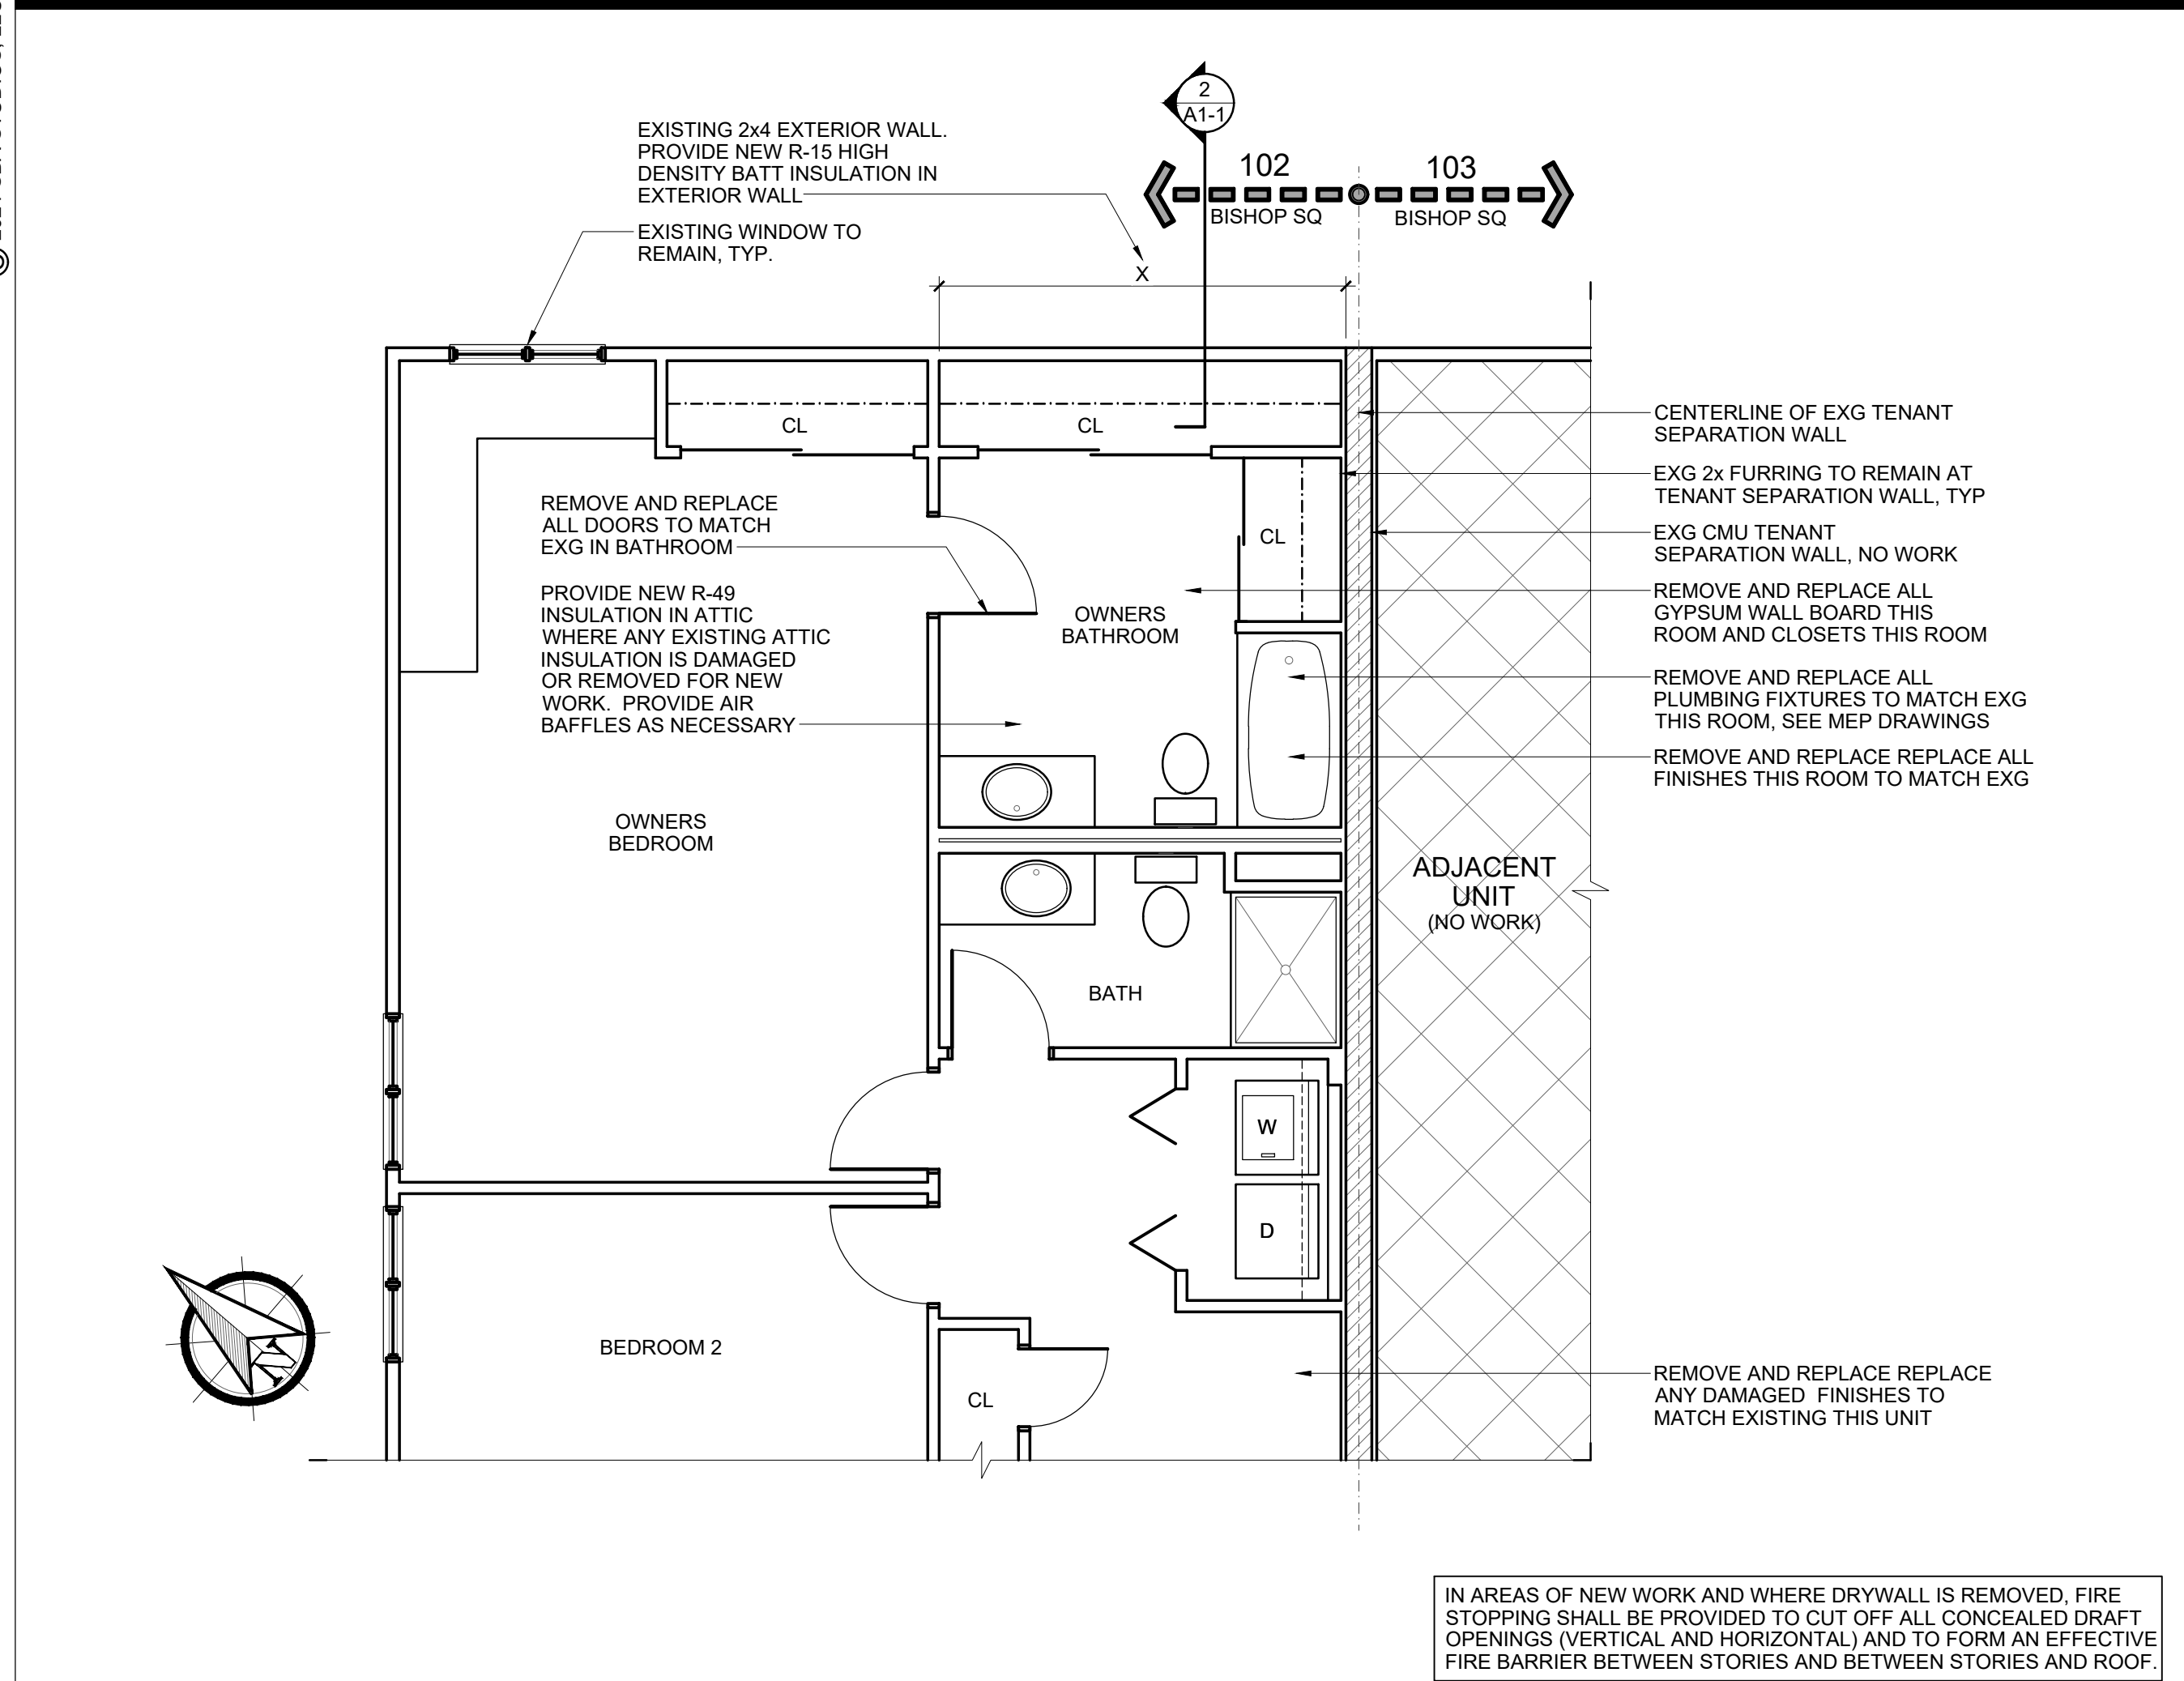 2
A1-1
EXISTING 2x4 EXTERIOR WALL.
PROVIDE NEW R-15 HIGH
DENSITY BATT INSULATION IN
EXTERIOR WALL
102
103
BISHOP SQ
BISHOP SQ
EXISTING WINDOW TO
REMAIN, TYP.
X
CL
CL
CENTERLINE OF EXG TENANT
SEPARATION WALL
EXG 2x FURRING TO REMAIN AT
TENANT SEPARATION WALL, TYP
EXG CMU TENANT
SEPARATION WALL, NO WORK
REMOVE AND REPLACE
ALL DOORS TO MATCH
EXG IN BATHROOM
CL
PROVIDE NEW R-49
INSULATION IN ATTIC
WHERE ANY EXISTING ATTIC
INSULATION IS DAMAGED
OR REMOVED FOR NEW
WORK. PROVIDE AIR
BAFFLES AS NECESSARY
OWNERS
BATHROOM
REMOVE AND REPLACE ALL
GYPSUM WALL BOARD THIS
ROOM AND CLOSETS THIS ROOM
REMOVE AND REPLACE ALL
PLUMBING FIXTURES TO MATCH EXG
THIS ROOM, SEE MEP DRAWINGS
REMOVE AND REPLACE REPLACE ALL
FINISHES THIS ROOM TO MATCH EXG
OWNERS
BEDROOM
ADJACENT
UNIT
(NO WORK)
BATH
W
D
BEDROOM 2
N
CL
REMOVE AND REPLACE REPLACE
ANY DAMAGED FINISHES TO
MATCH EXISTING THIS UNIT
IN AREAS OF NEW WORK AND WHERE DRYWALL IS REMOVED, FIRE
STOPPING SHALL BE PROVIDED TO CUT OFF ALL CONCEALED DRAFT
OPENINGS (VERTICAL AND HORIZONTAL) AND TO FORM AN EFFECTIVE
FIRE BARRIER BETWEEN STORIES AND BETWEEN STORIES AND ROOF.